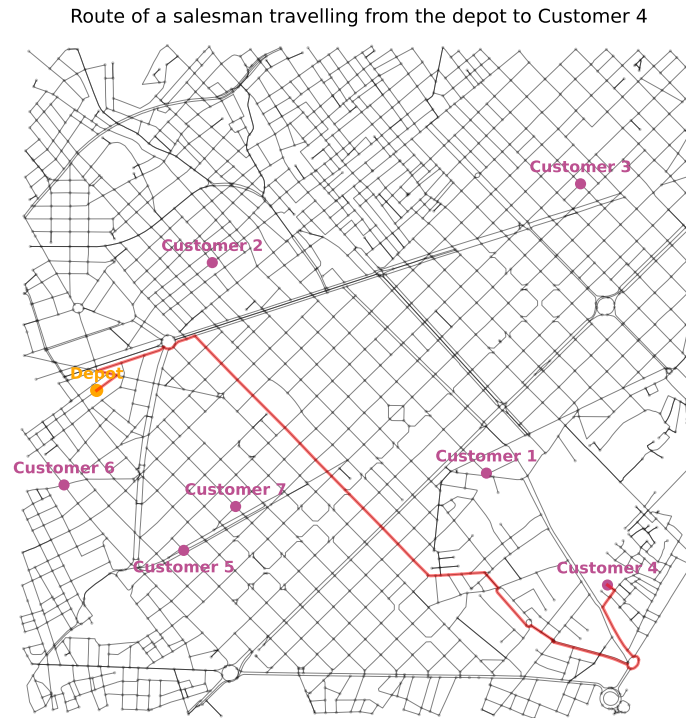 Route of a salesman travelling from the depot to Customer 4
Customer 3
Customer 2
Depot
Customer 1
Customer 6
Customer 7
Customer 5
Customer 4